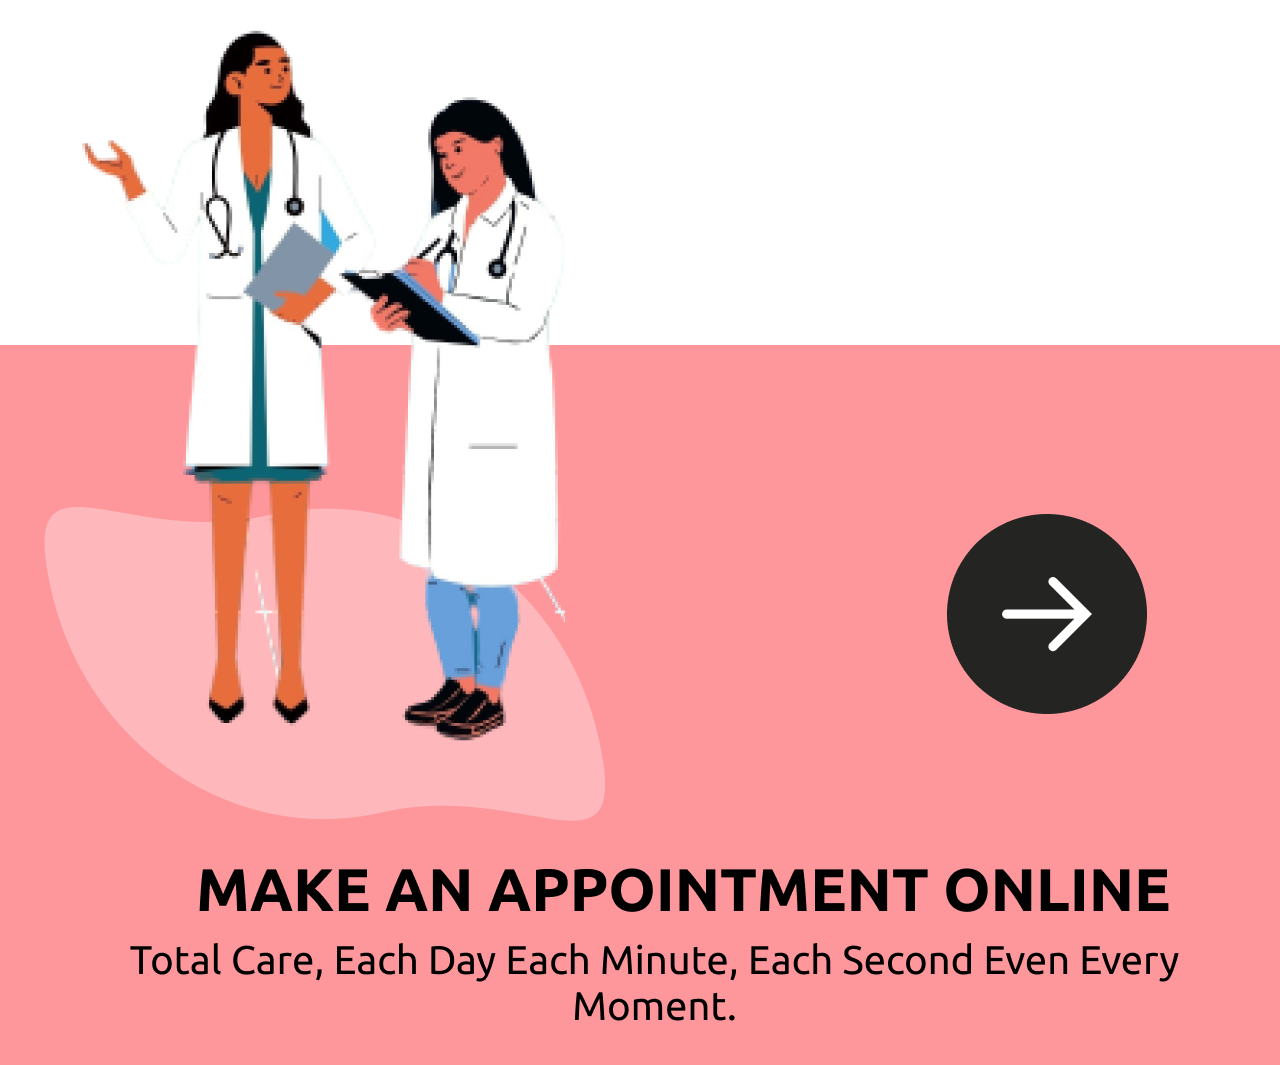 MAKE AN APPOINTMENT ONLINE
Total Care, Each Day Each Minute, Each Second Even Every
Moment.